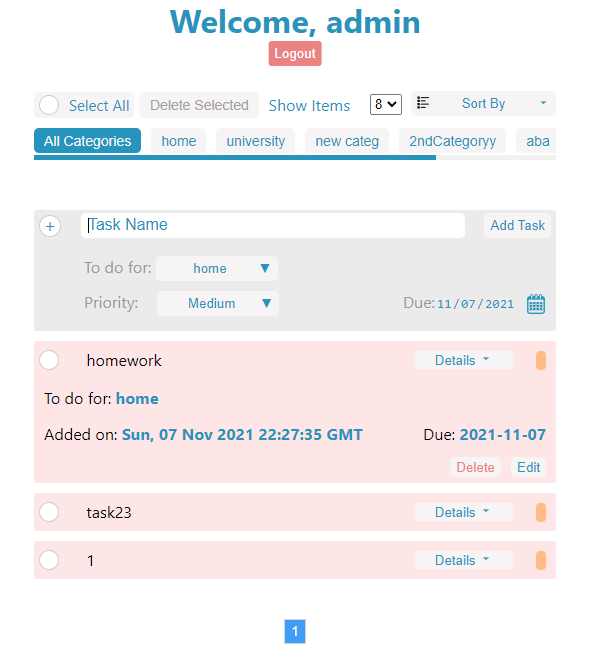 Welcome, admin
Logout
Select All Delete Selected Show Items 8 Sort By
All Categories home university new categ 2ndCategoryy aba
+ Task Name Add Task
To do for: home
Priority: Medium Due: 11/07/2021
homework Details
To do for: home
Added on: Sun, 07 Nov 2021 22:27:35 GMT Due: 2021-11-07
Delete Edit
task23 Details
1 Details
1